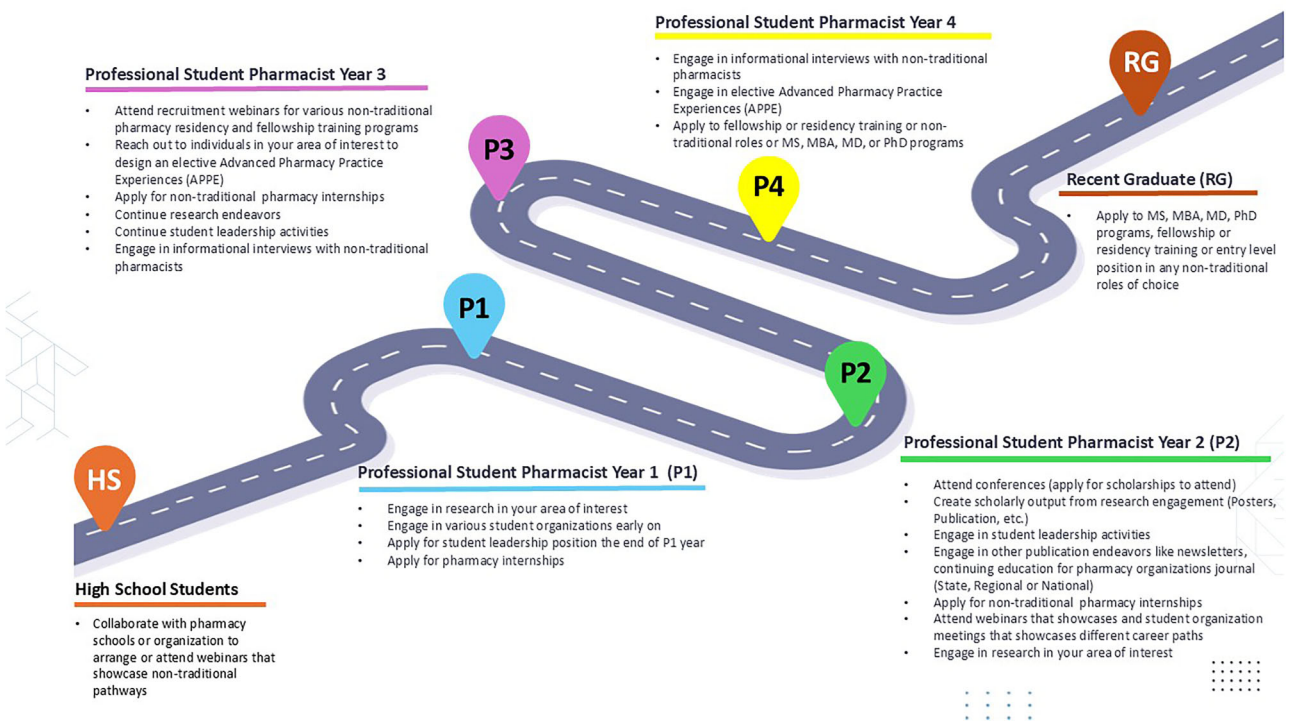 Professional Student Pharmacist Year 4
• Engage in informational interviews with non-traditional
pharmacists
• Engage in elective Advanced Pharmacy Practice
Experiences (APPE)
• Apply to fellowship or residency training or non-
traditional roles or MS, MBA, MD, or PhD programs
RG
Professional Student Pharmacist Year 3
• Attend recruitment webinars for various non-traditional
pharmacy residency and fellowship training programs
• Reach out to individuals in your area of interest to
design an elective Advanced Pharmacy Practice
Experiences (APPE)
• Apply for non-traditional pharmacy internships
• Continue research endeavors
• Continue student leadership activities
• Engage in informational interviews with non-traditional
pharmacists
P3
P4
Recent Graduate (RG)
• Apply to MS, MBA, MD, PhD
programs, fellowship or
residency training or entry level
position in any non-traditional
roles of choice
P1
P2
HS
Professional Student Pharmacist Year 1 (P1)
• Engage in research in your area of interest
• Engage in various student organizations early on
• Apply for student leadership position the end of P1 year
• Apply for pharmacy internships
Professional Student Pharmacist Year 2 (P2)
• Attend conferences (apply for scholarships to attend)
• Create scholarly output from research engagement (Posters,
Publication, etc.)
• Engage in student leadership activities
• Engage in other publication endeavors like newsletters,
continuing education for pharmacy organizations journal
(State, Regional or National)
• Apply for non-traditional pharmacy internships
• Attend webinars that showcases and student organization
meetings that showcases different career paths
• Engage in research in your area of interest
High School Students
• Collaborate with pharmacy
schools or organization to
arrange or attend webinars that
showcase non-traditional
pathways